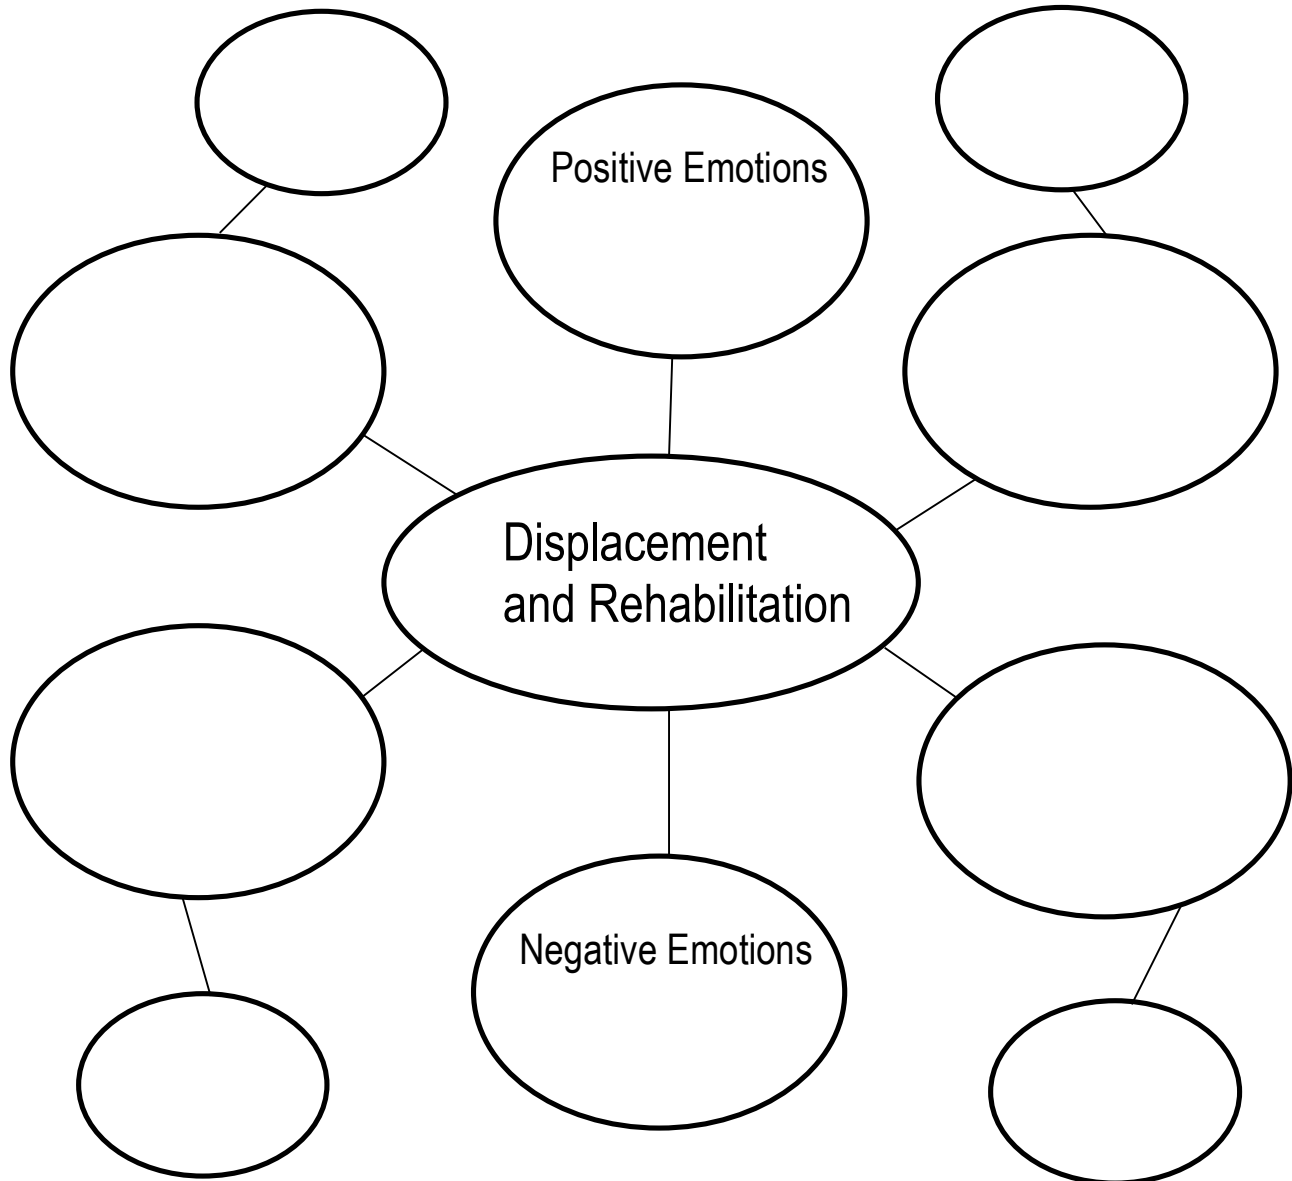 Positive Emotions
Displacement
and Rehabilitation
Negative Emotions